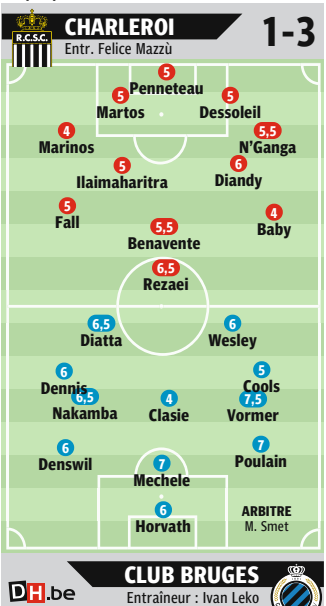 CHARLEROI
1-3
R.C.S.C.
Entr. Felice Mazzù
5
Penneteau
5
Martos
5
Dessoleil
4
Marinos
5,5
N'Ganga
5
Ilaimaharitra
6
Diandy
5
Fall
4
Baby
5,5
Benavente
6,5
Rezaei
6,5
Diatta
6
Wesley
6
Dennis
5
Cools
6,5
Nakamba
4
Clasie
7,5
Vormer
6
Denswil
7
Poulain
7
Mechele
6
Horvath
ARBITRE
M. Smet
CLUB BRUGES
DH.be
Entraîneur : Ivan Leko